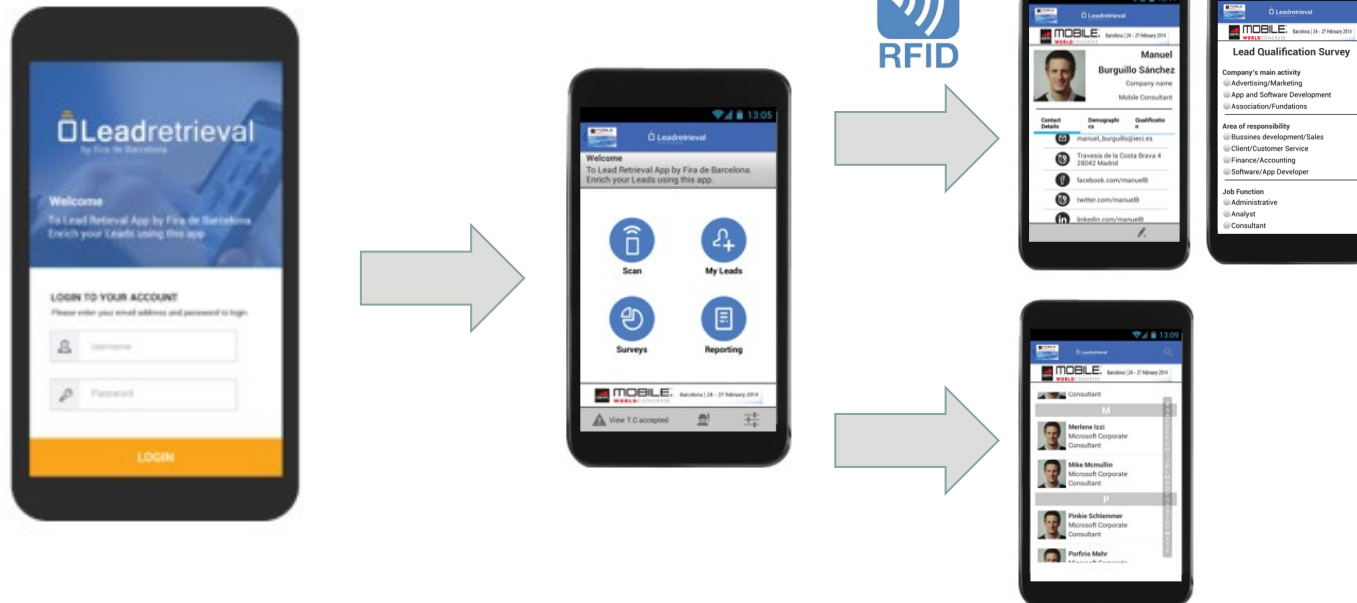 Leadretrieval
by Fira de Barcelona
Welcome
To Lead Retrieval App by Fira de Barcelona
Enrich your Leads using this app
LOGIN TO YOUR ACCOUNT
Please enter your email address and password to login
Username
Password
LOGIN
13:05
Leadretrieval
Welcome
To Lead Retrieval App by Fira de Barcelona.
Enrich your Leads using this app.
Scan
My Leads
Surveys
Reporting
MOBILE
WORLD CONGRESS
Barcelona | 24 - 27 February 2014
View T.C accepted
RFID
Leadretrieval
MOBILE
WORLD CONGRESS
Barcelona | 24 - 27 February 2014
Manuel
Burguillo Sánchez
Company name
Mobile Consultant
Contact Details
Demographi cs
Qualificatio n
manuel_burguillo@ieci.es
Travesía de la Costa Brava 4
28042 Madrid
facebook.com/manuelB
twitter.com/manuelB
linkedin.com/manuelB
Leadretrieval
MOBILE
WORLD CONGRESS
Barcelona | 24 - 27 February 2014
Lead Qualification Survey
Company's main activity
Advertising/Marketing
App and Software Development
Association/Fundations
Area of responsibility
Bussines development/Sales
Client/Customer Service
Finance/Accounting
Software/App Developer
Job Function
Administrative
Analyst
Consultant
13:09
Leadretrieval
MOBILE
WORLD CONGRESS
Barcelona | 24 - 27 February 2014
Consultant
M
Merlene Izzi
Microsoft Corporate
Consultant
Mike Mcmullin
Microsoft Corporate
Consultant
P
Pinkie Schlemmer
Microsoft Corporate
Consultant
Porfirio Mehr